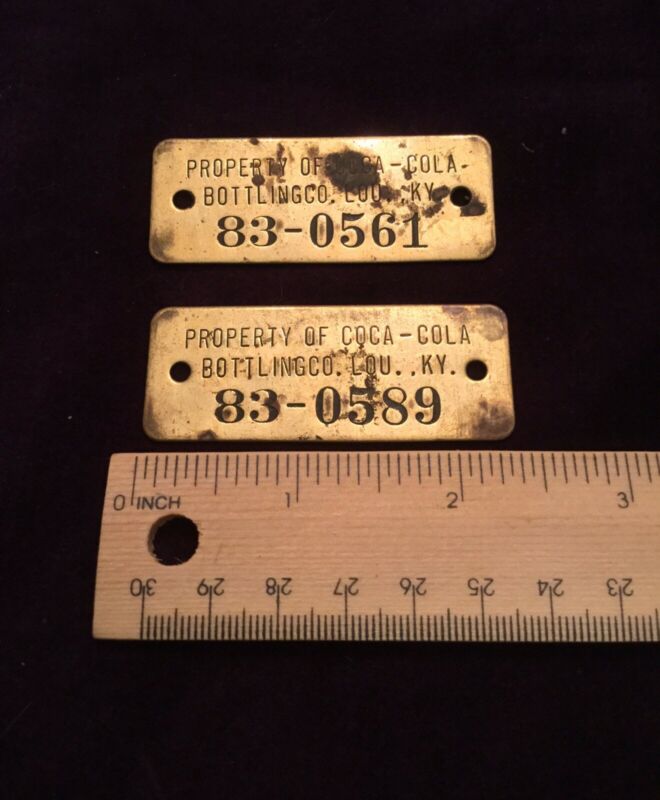 PROPERTY OF COCA-COLA
BOTTLINGCO. LOU., KY.
83-0561
PROPERTY OF COCA-COLA
BOTTLINGCO. LOU., KY.
83-0589
0 INCH 1 2 3
30 29 28 27 26 25 24 23